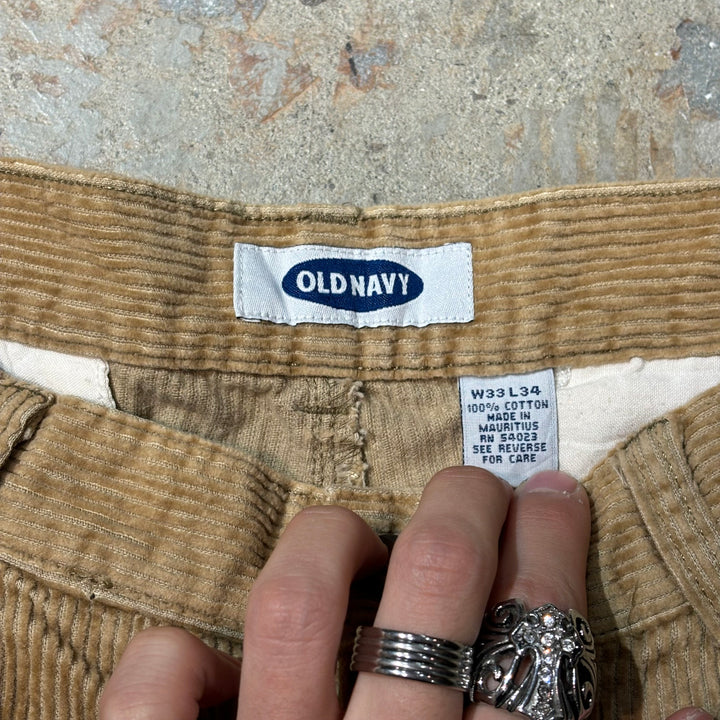 OLD NAVY
W33 L34
100% COTTON
MADE IN
MAURITIUS
RN 54023
SEE REVERSE
FOR CARE